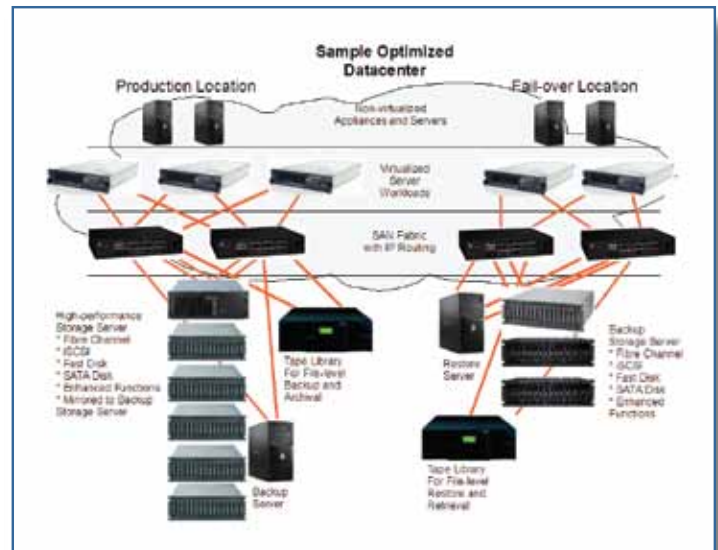 Sample Optimized
Datacenter
Production Location
Fail-over Location
Non-virtualized
Appliances and Servers
Virtualized
Server
Workloads
SAN Fabric
with IP Routing
High-performance
Storage Server
* Fibre Channel
* iSCSI
* Fast Disk
* SATA Disk
* Enhanced Functions
* Mirrored to Backup
Storage Server
Tape Library
For File-level
Backup and
Archival
Backup
Server
Restore
Server
Backup
Storage Server
* Fibre Channel
* iSCSI
* Fast Disk
* SATA Disk
* Enhanced
Functions
Tape Library
For File-level
Restore and
Retrieval